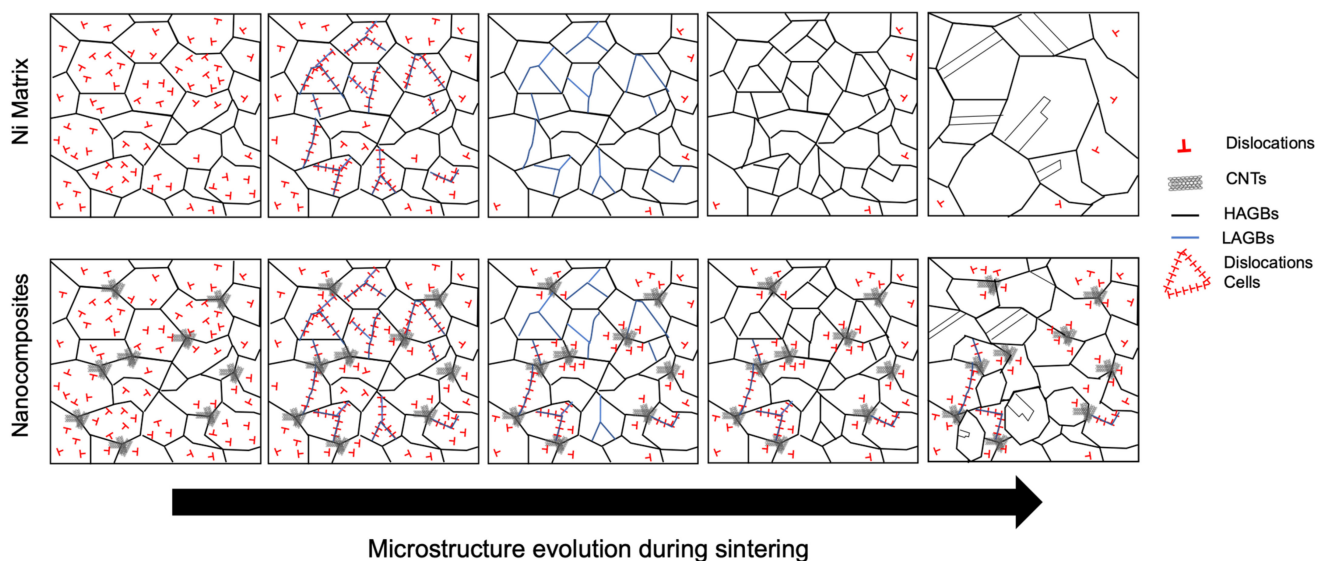 Ni Matrix
Nanocomposites
Dislocations
CNTs
HAGBs
LAGBs
Dislocations
Cells
Microstructure evolution during sintering